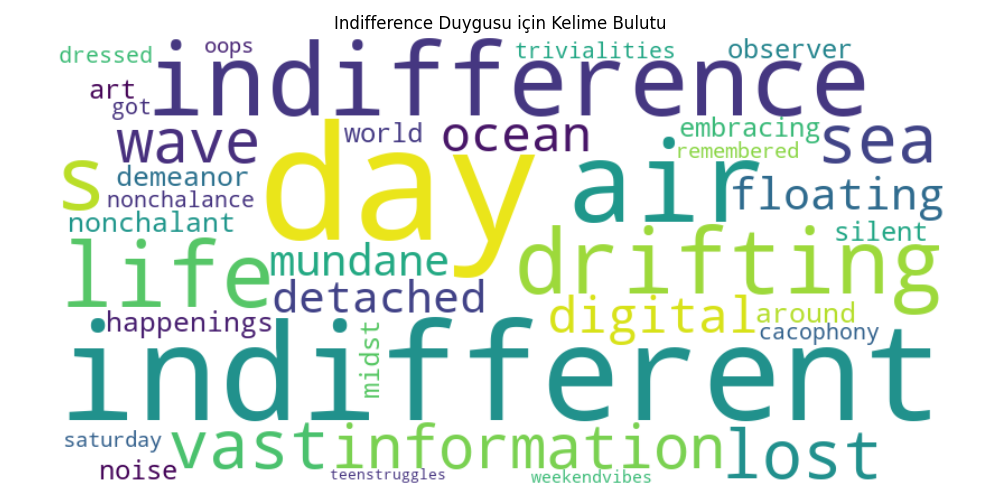 Indifference Duygusu için Kelime Bulutu
dressed
oops
indifference
trivialities
observer
art
got
wave
world
ocean
embracing
remembered
sea
s
day
air
demeanor
nonchalance
nonchalant
floating
silent
life
mundane
drifting
detached
digital
around
cacophony
happenings
midst
indifferent
saturday
vast
information
lost
noise
teenstruggles
weekendvibes